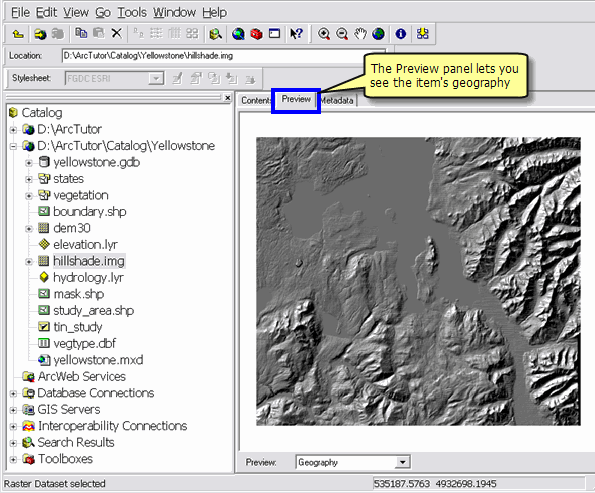 File Edit View Go Tools Window Help
Location: D:\ArcTutor\Catalog\Yellowstone\hillshade.img
Stylesheet: FGDC ESRI
The Preview panel lets you
see the item's geography
Contents Preview Metadata
Catalog
D:\ArcTutor
D:\ArcTutor\Catalog\Yellowstone
yellowstone.gdb
states
vegetation
boundary.shp
dem30
elevation.lyr
hillshade.img
hydrology.lyr
mask.shp
study_area.shp
tin_study
vegtype.dbf
yellowstone.mxd
ArcWeb Services
Database Connections
GIS Servers
Interoperability Connections
Search Results
Toolboxes
Preview: Geography
Raster Dataset selected
535187.5763 4932698.1945